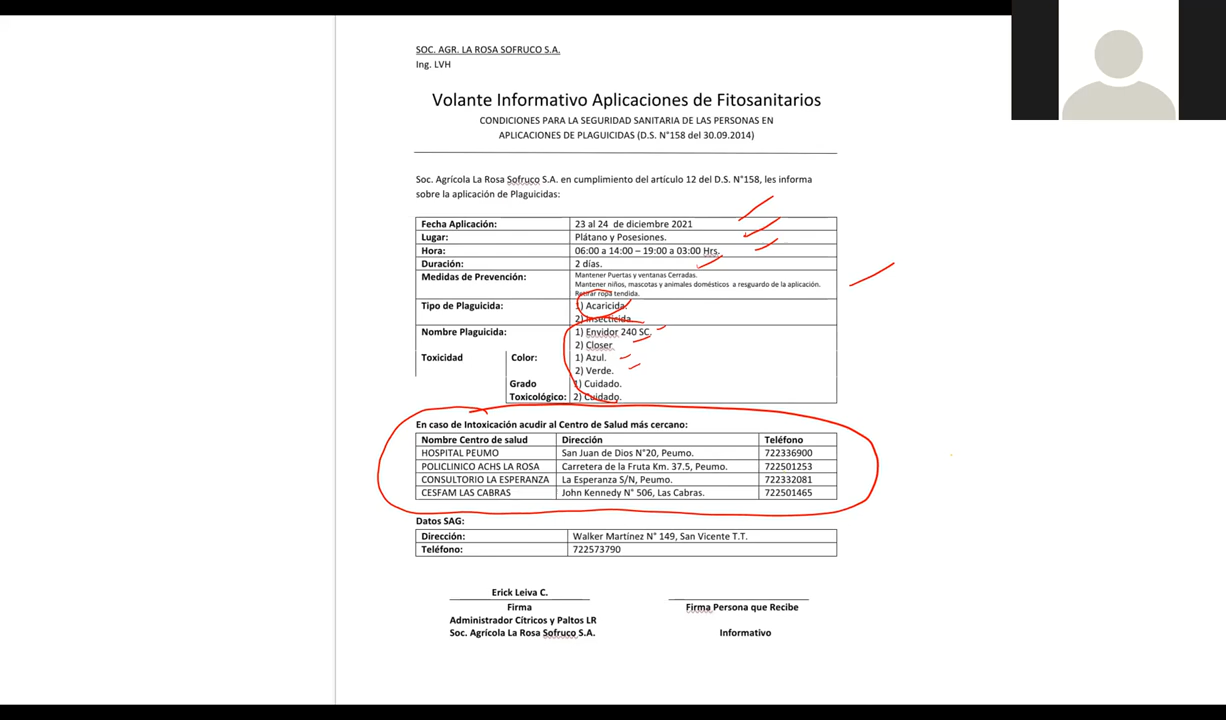 SOC. AGR. LA ROSA SOFRUCO S.A.
Ing. LVH
Volante Informativo Aplicaciones de Fitosanitarios
CONDICIONES PARA LA SEGURIDAD SANITARIA DE LAS PERSONAS EN
APLICACIONES DE PLAGUICIDAS (D.S. N°158 del 30.09.2014)
Soc. Agrícola La Rosa Sofruco S.A. en cumplimiento del artículo 12 del D.S. N°158, les informa
sobre la aplicación de Plaguicidas:
Fecha Aplicación: 23 al 24 de diciembre 2021
Lugar: Plátano y Posesiones.
Hora: 06:00 a 14:00 – 19:00 a 03:00 Hrs.
Duración: 2 días.
Medidas de Prevención: Mantener Puertas y ventanas Cerradas.
Mantener niños, mascotas y animales domésticos a resguardo de la aplicación.
Retirar ropa tendida.
Tipo de Plaguicida: 1) Acaricida.
2) Insecticida.
Nombre Plaguicida: 1) Envidor 240 SC.
2) Closer
Toxicidad Color: 1) Azul.
2) Verde.
Grado 1) Cuidado.
Toxicológico: 2) Cuidado.
En caso de Intoxicación acudir al Centro de Salud más cercano:
Nombre Centro de salud Dirección Teléfono
HOSPITAL PEUMO San Juan de Dios N°20, Peumo. 722336900
POLICLINICO ACHS LA ROSA Carretera de la Fruta Km. 37.5, Peumo. 722501253
CONSULTORIO LA ESPERANZA La Esperanza S/N, Peumo. 722332081
CESFAM LAS CABRAS John Kennedy N° 506, Las Cabras. 722501465
Datos SAG:
Dirección: Walker Martínez N° 149, San Vicente T.T.
Teléfono: 722573790
Erick Leiva C.
Firma Firma Persona que Recibe
Administrador Cítricos y Paltos LR
Soc. Agrícola La Rosa Sofruco S.A. Informativo